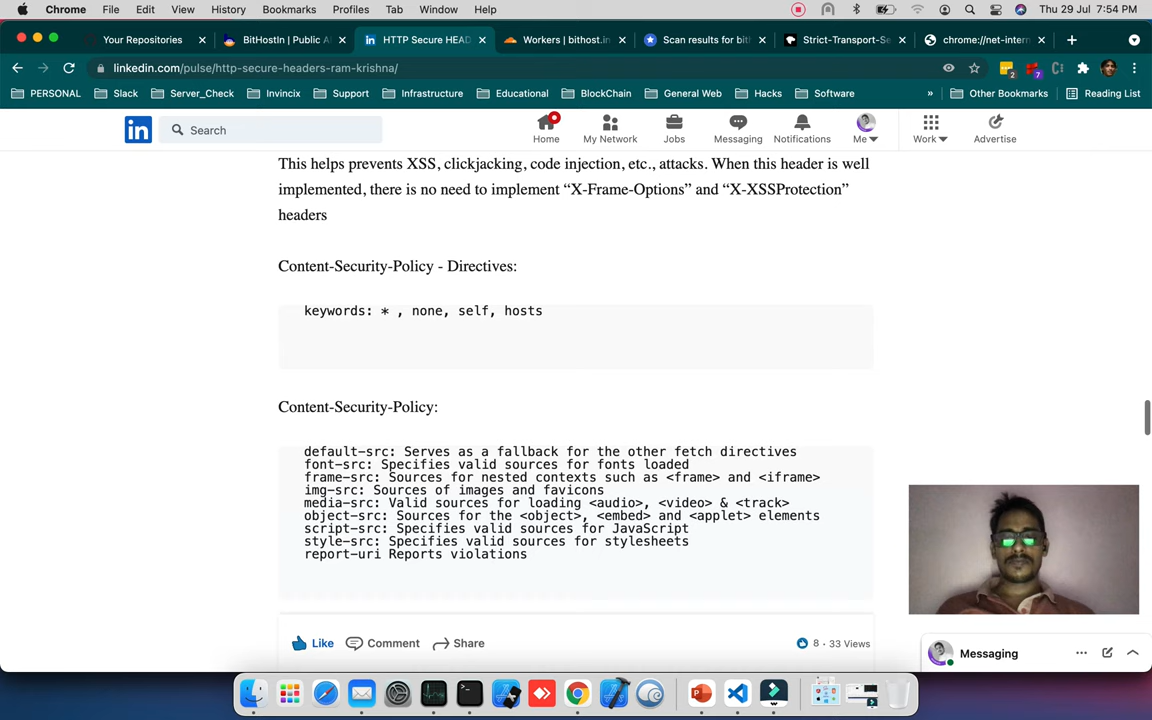 Chrome File Edit View History Bookmarks Profiles Tab Window Help Thu 29 Jul 7:54 PM
Your Repositories BitHostIn | Public A HTTP Secure HEAD Workers | bithost.in Scan results for bith Strict-Transport-Se chrome://net-intern
linkedin.com/pulse/http-secure-headers-ram-krishna/ 2 7
PERSONAL Slack Server_Check Invincix Support Infrastructure Educational BlockChain General Web Hacks Software » Other Bookmarks Reading List
in Search Home My Network Jobs Messaging Notifications Me Work Advertise
This helps prevents XSS, clickjacking, code injection, etc., attacks. When this header is well
implemented, there is no need to implement “X-Frame-Options” and “X-XSSProtection”
headers
Content-Security-Policy - Directives:
keywords: * , none, self, hosts
Content-Security-Policy:
default-src: Serves as a fallback for the other fetch directives
font-src: Specifies valid sources for fonts loaded
frame-src: Sources for nested contexts such as <frame> and <iframe>
img-src: Sources of images and favicons
media-src: Valid sources for loading <audio>, <video> & <track>
object-src: Sources for the <object>, <embed> and <applet> elements
script-src: Specifies valid sources for JavaScript
style-src: Specifies valid sources for stylesheets
report-uri Reports violations
Like Comment Share 8 · 33 Views
Messaging